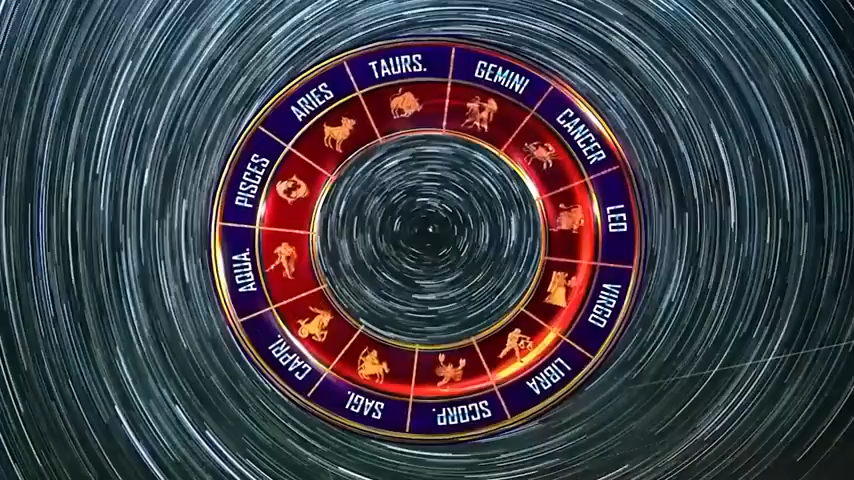 ARIES
TAURS.
GEMINI
CANCER
LEO
VIRGO
LIBRA
SCORP.
SAGI.
CAPRI.
AQUA.
PISCES